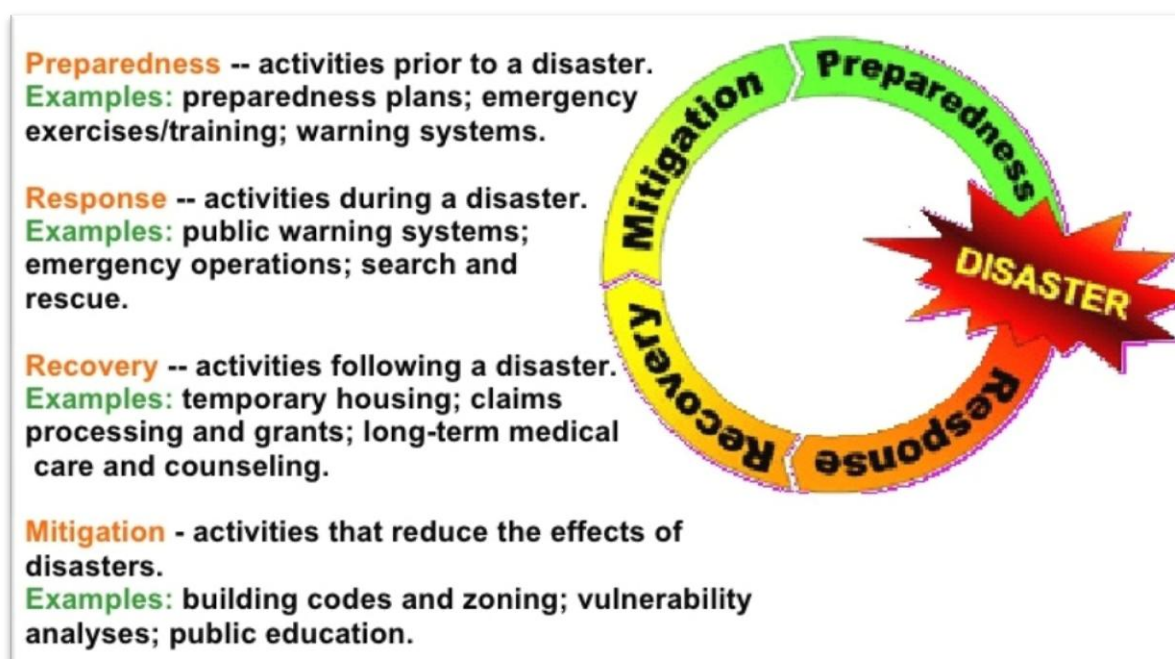 Preparedness -- activities prior to a disaster.
Examples: preparedness plans; emergency
exercises/training; warning systems.
Response -- activities during a disaster.
Examples: public warning systems;
emergency operations; search and
rescue.
Recovery -- activities following a disaster.
Examples: temporary housing; claims
processing and grants; long-term medical
care and counseling.
Mitigation - activities that reduce the effects of
disasters.
Examples: building codes and zoning; vulnerability
analyses; public education.
Preparedness
DISASTER
Response
Recovery
Mitigation